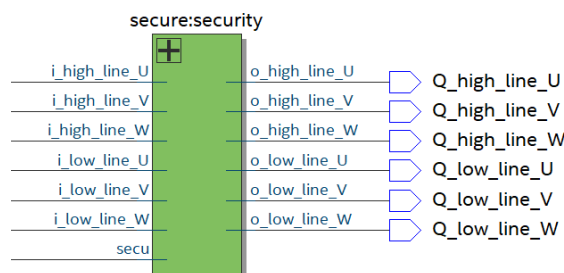 secure:security
i_high_line_U o_high_line_U Q_high_line_U
i_high_line_V o_high_line_V Q_high_line_V
i_high_line_W o_high_line_W Q_high_line_W
i_low_line_U o_low_line_U Q_low_line_U
i_low_line_V o_low_line_V Q_low_line_V
i_low_line_W o_low_line_W Q_low_line_W
secu